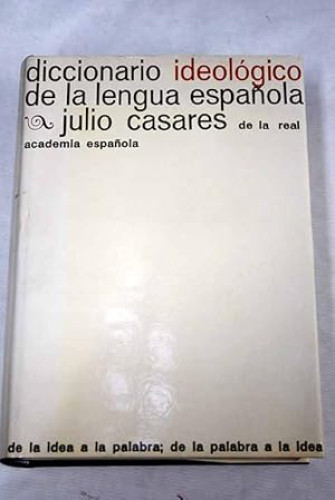 diccionario ideológico
de la lengua española
julio casares de la real
academia española
de la idea a la palabra; de la palabra a la idea